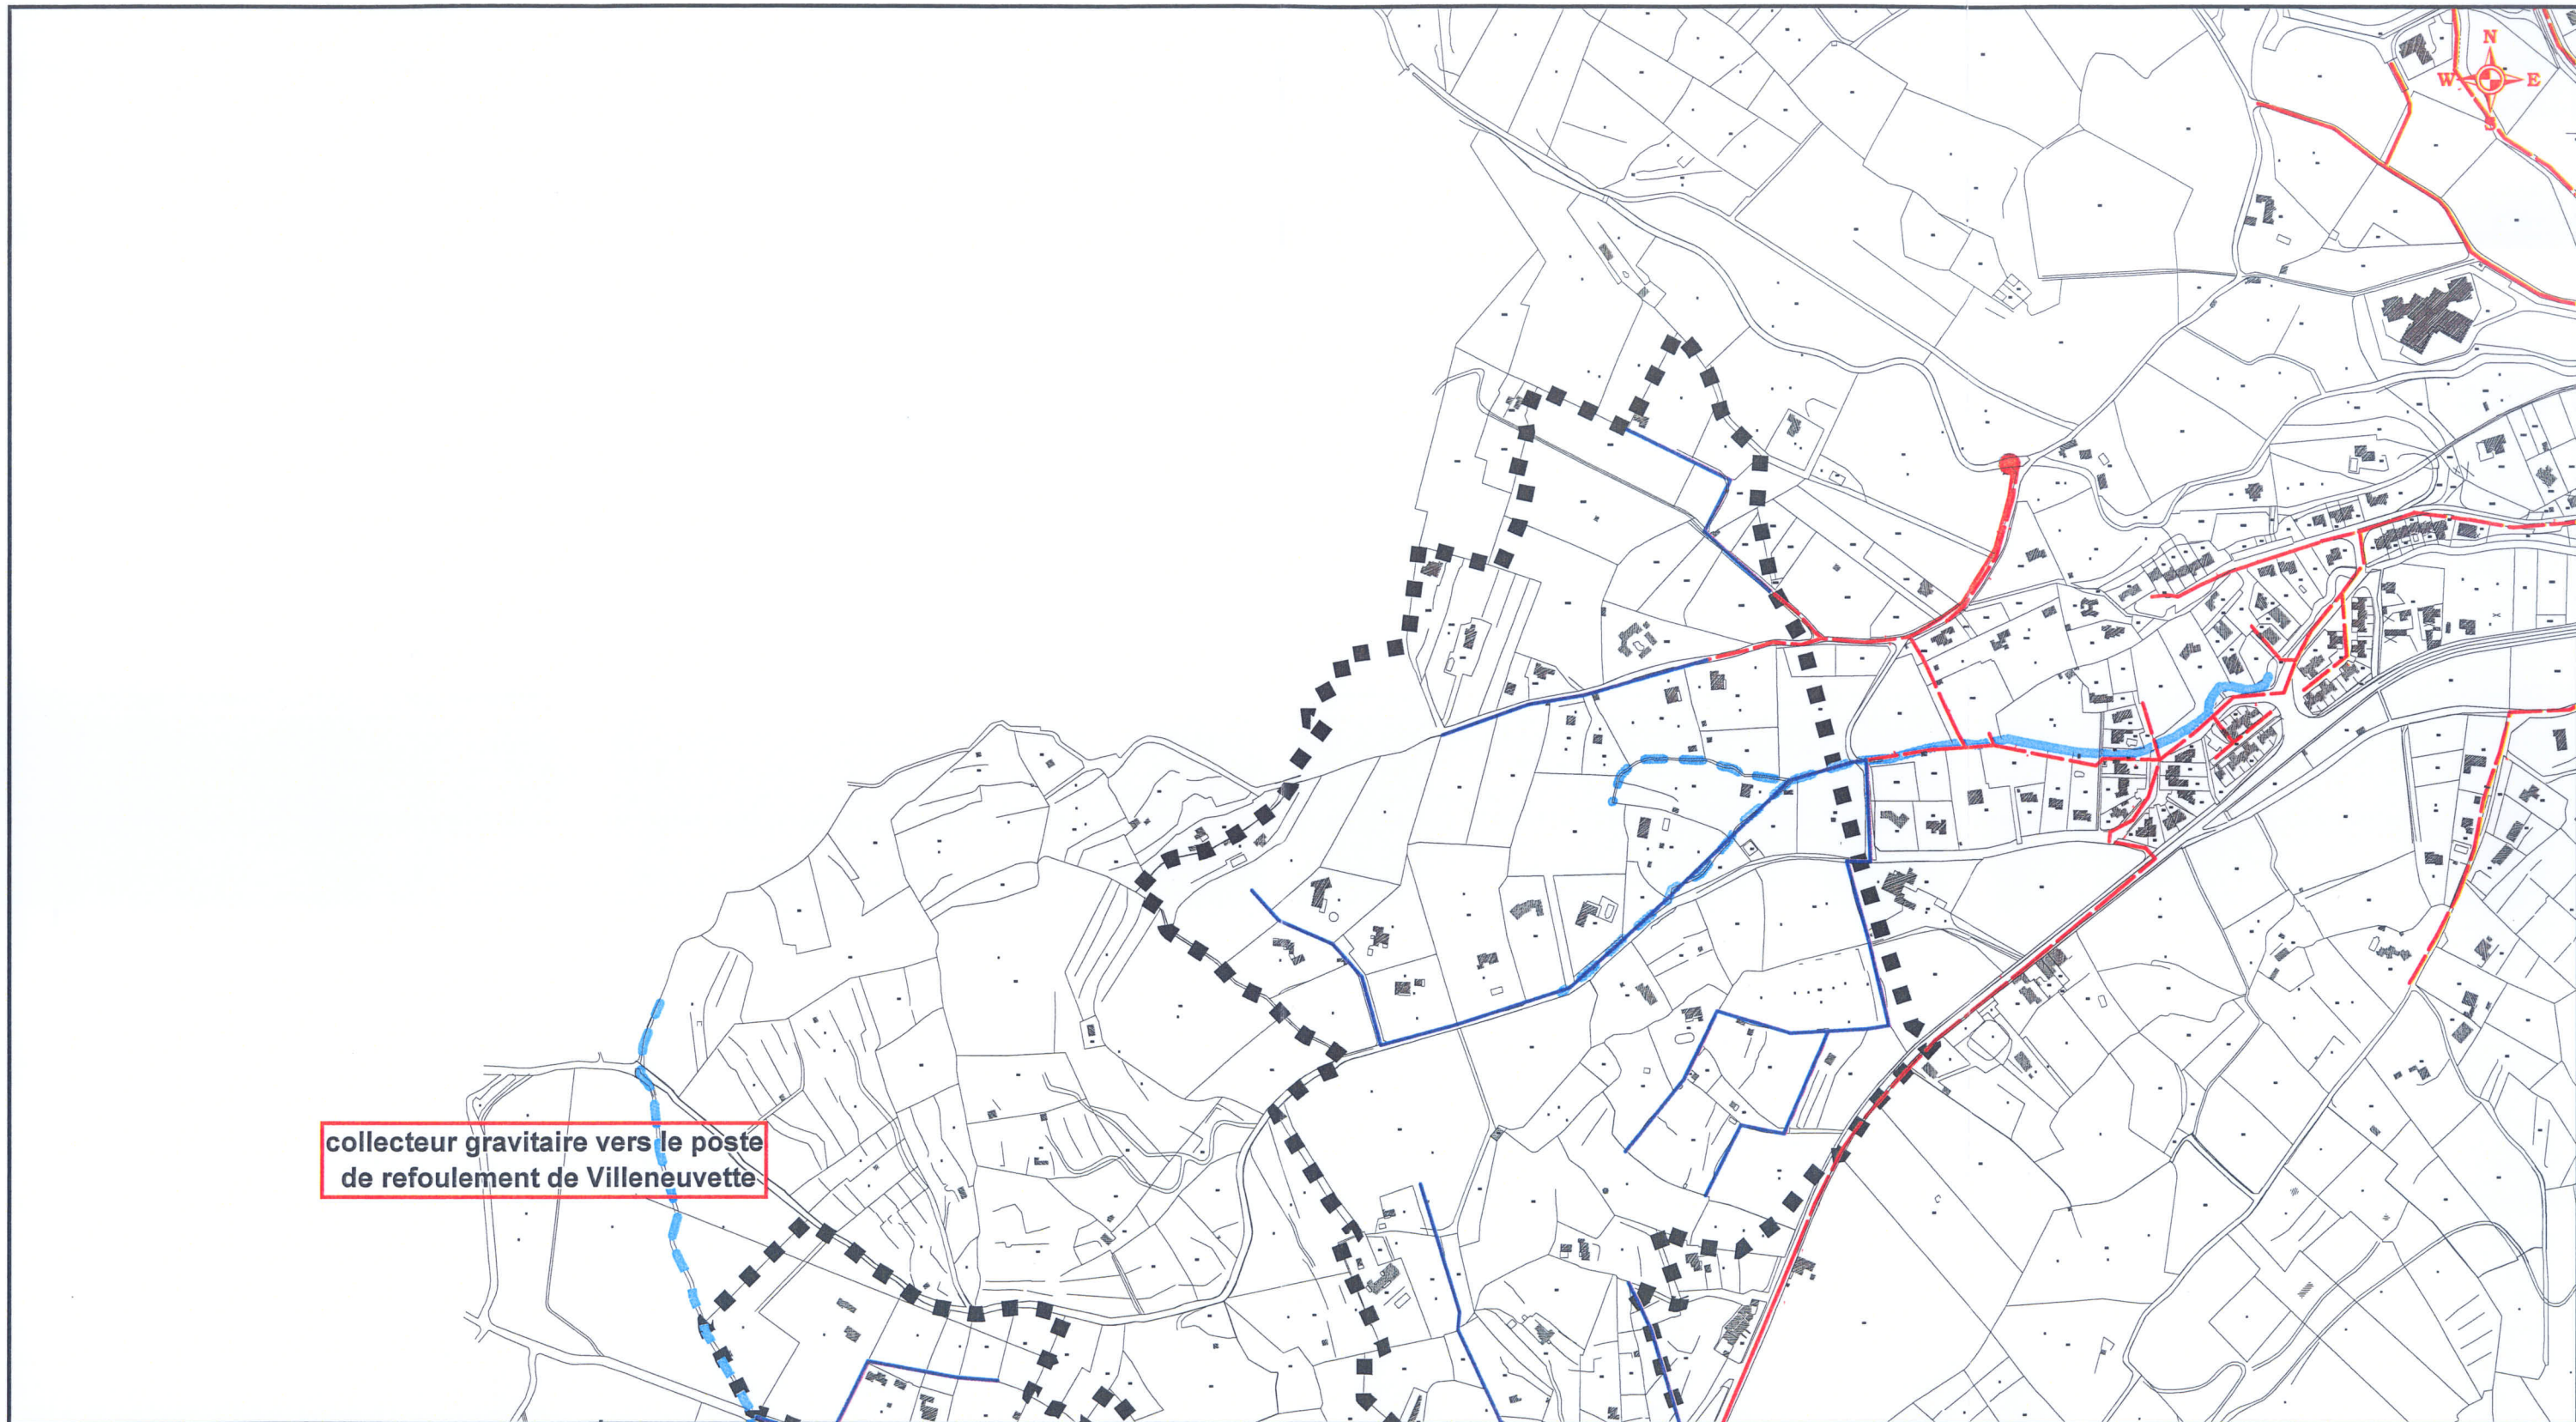 N
W E
S
collecteur gravitaire vers le poste
de refoulement de Villeneuvette